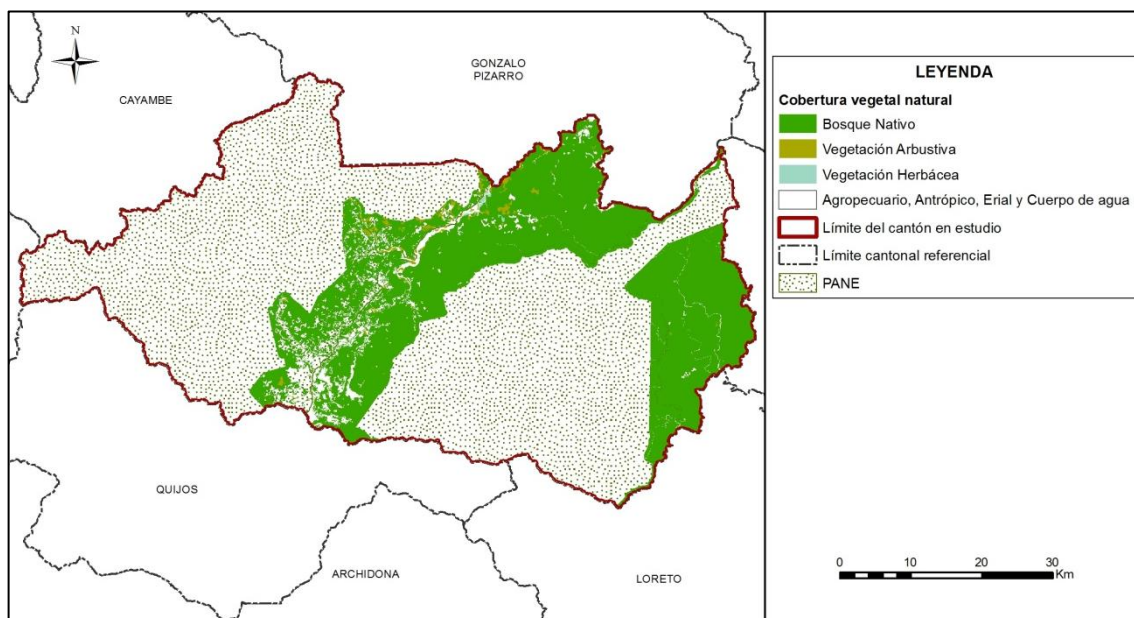 N
GONZALO
PIZARRO
CAYAMBE
QUIJOS
ARCHIDONA
LORETO
LEYENDA
Cobertura vegetal natural
Bosque Nativo
Vegetación Arbustiva
Vegetación Herbácea
Agropecuario, Antrópico, Erial y Cuerpo de agua
Límite del cantón en estudio
Límite cantonal referencial
PANE
0 10 20 30
Km